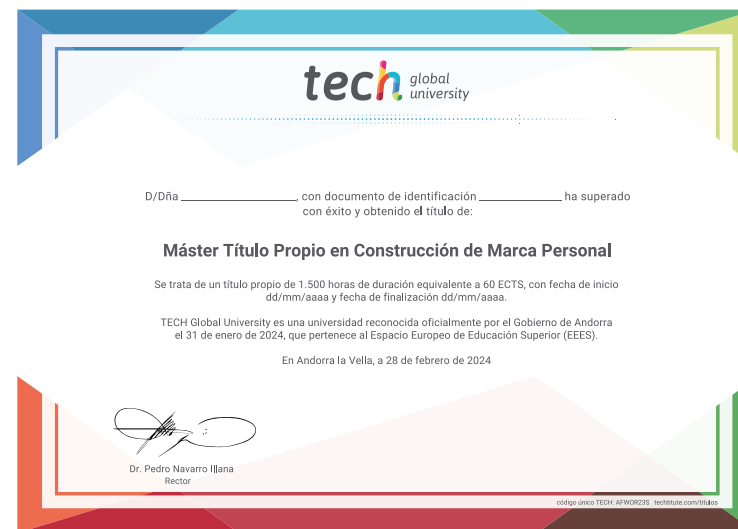 tech global university
D/Dña ____________________, con documento de identificación ______________ ha superado
con éxito y obtenido el título de:
Máster Título Propio en Construcción de Marca Personal
Se trata de un título propio de 1.500 horas de duración equivalente a 60 ECTS, con fecha de inicio
dd/mm/aaaa y fecha de finalización dd/mm/aaaa.
TECH Global University es una universidad reconocida oficialmente por el Gobierno de Andorra
el 31 de enero de 2024, que pertenece al Espacio Europeo de Educación Superior (EEES).
En Andorra la Vella, a 28 de febrero de 2024
Dr. Pedro Navarro Illana
Rector
código único TECH: AFWOR23S techtitute.com/titulos